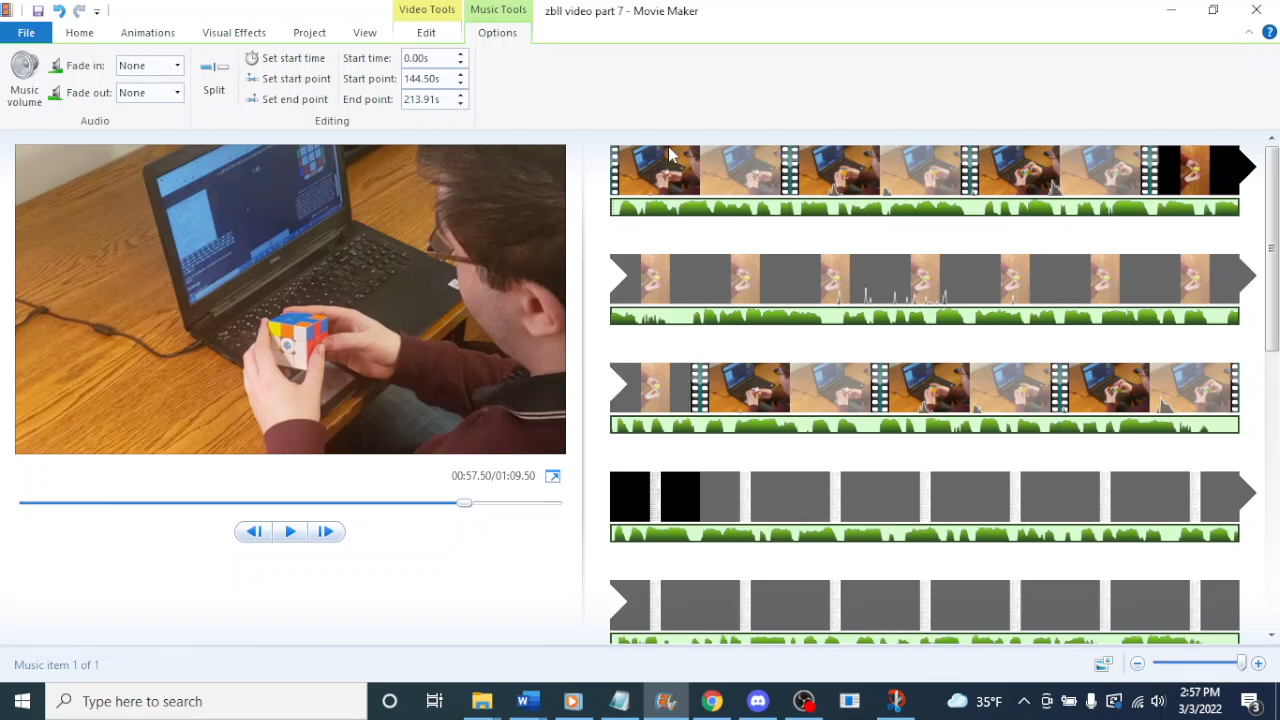 Video Tools
Music Tools
zbll video part 7 - Movie Maker
File
Home
Animations
Visual Effects
Project
View
Edit
Options
Music volume
Fade in:
None
Fade out:
None
Audio
Split
Set start time
Set start point
Set end point
Start time:
0.00s
Start point:
144.50s
End point:
213.91s
Editing
00:57.50/01:09.50
Music item 1 of 1
Type here to search
35°F
2:57 PM
3/3/2022
3